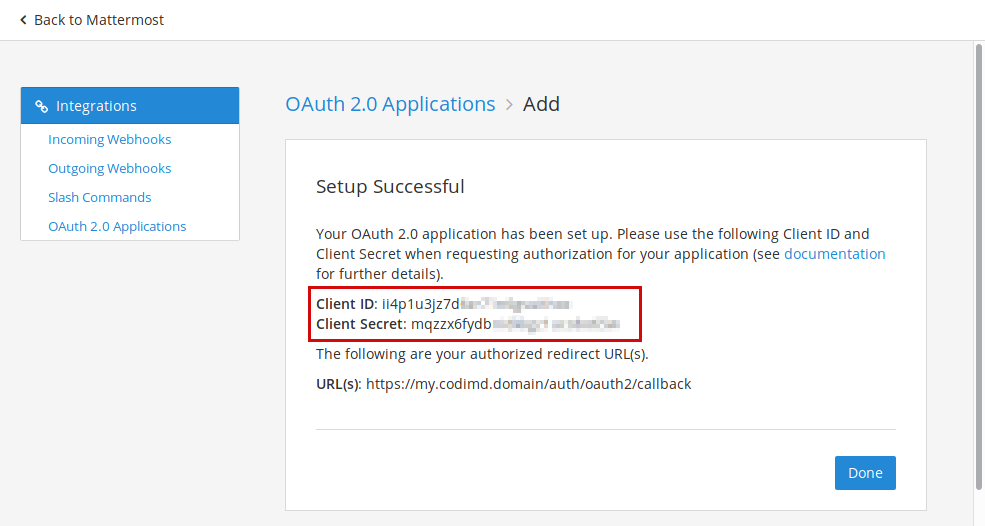 Back to Mattermost
Integrations
Incoming Webhooks
Outgoing Webhooks
Slash Commands
OAuth 2.0 Applications
OAuth 2.0 Applications > Add
Setup Successful
Your OAuth 2.0 application has been set up. Please use the following Client ID and
Client Secret when requesting authorization for your application (see documentation
for further details).
Client ID: ii4p1u3jz7d
Client Secret: mqzzx6fydb
The following are your authorized redirect URL(s).
URL(s): https://my.codimd.domain/auth/oauth2/callback
Done